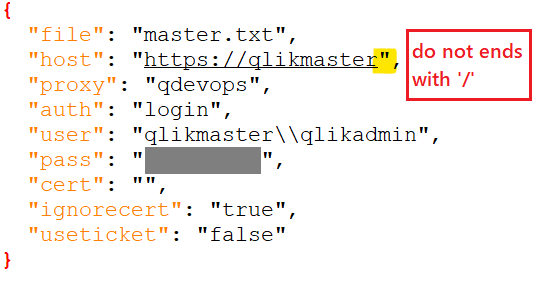 {
"file": "master.txt",
"host": "https://qlikmaster",
do not ends
with '/'
"proxy": "qdevops",
"auth": "login",
"user": "qlikmaster\\qlikadmin",
"pass": "",
"cert": "",
"ignorecert": "true",
"useticket": "false"
}